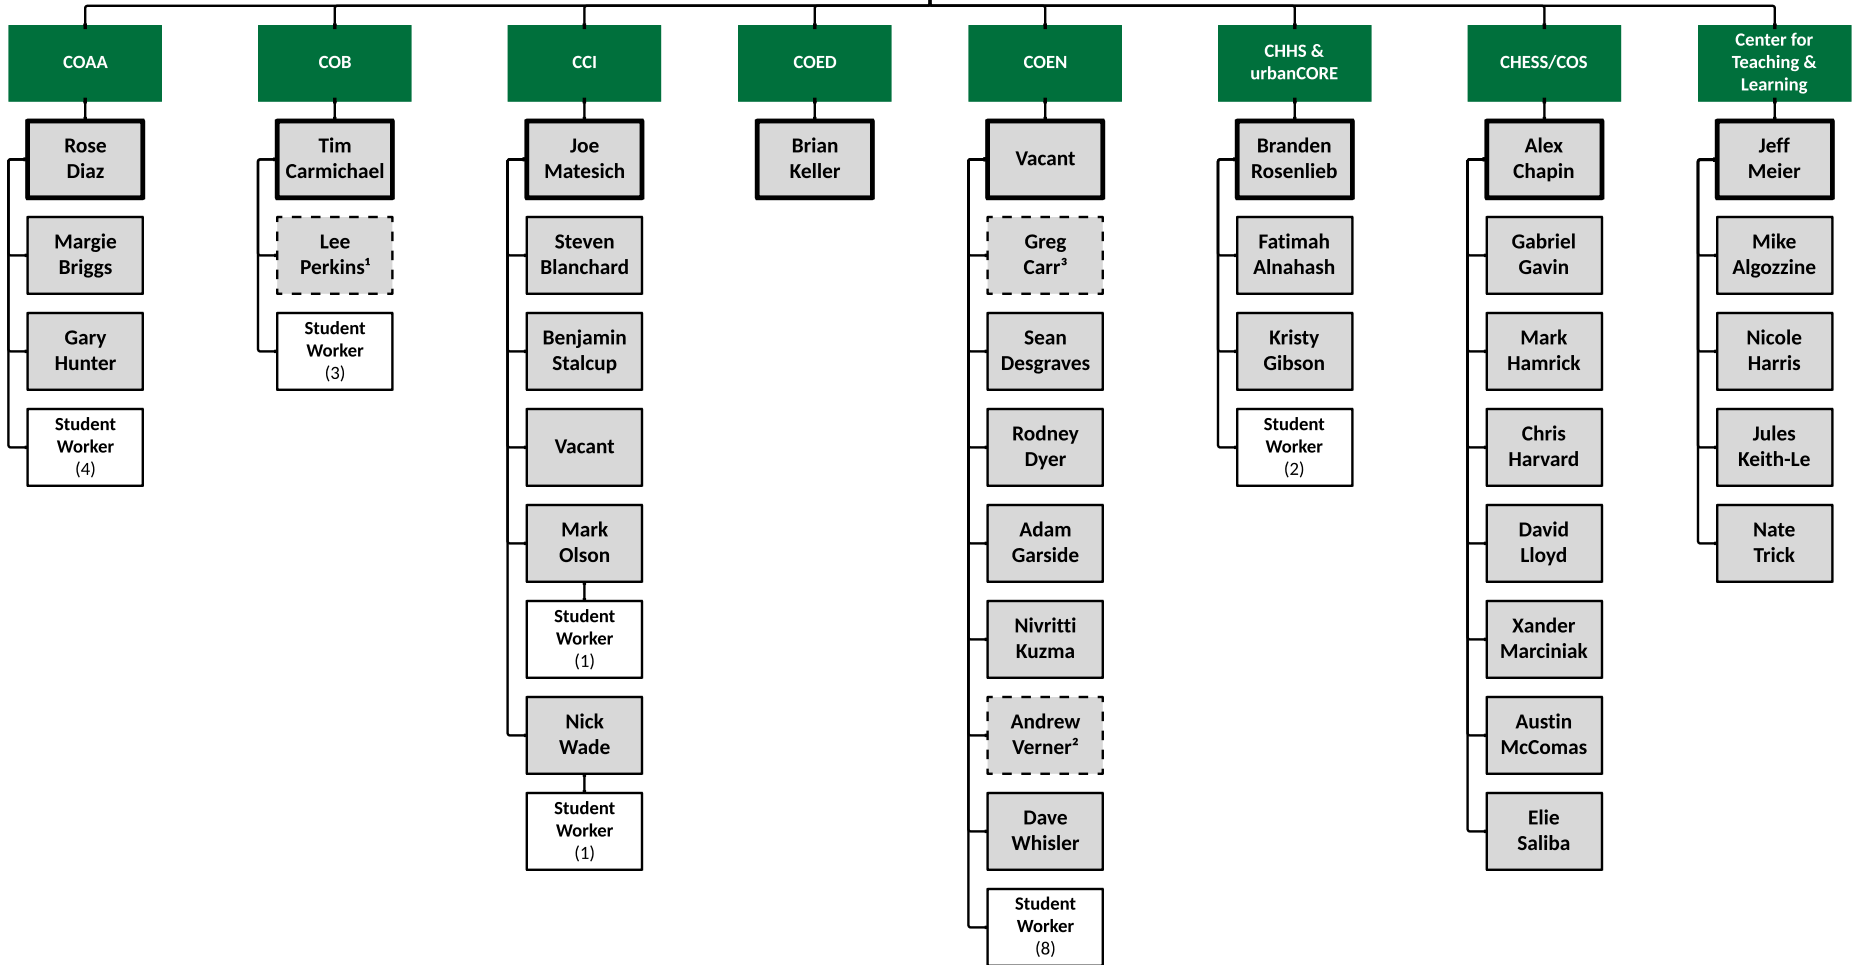 COAA
Rose
Diaz
Margie
Briggs
Gary
Hunter
Student
Worker
(4)
COB
Tim
Carmichael
Lee
Perkins¹
Student
Worker
(3)
CCI
Joe
Matesich
Steven
Blanchard
Benjamin
Stalcup
Vacant
Mark
Olson
Student
Worker
(1)
Nick
Wade
Student
Worker
(1)
COED
Brian
Keller
COEN
Vacant
Greg
Carr³
Sean
Desgraves
Rodney
Dyer
Adam
Garside
Nivritti
Kuzma
Andrew
Verner²
Dave
Whisler
Student
Worker
(8)
CHHS &
urbanCORE
Branden
Rosenlieb
Fatimah
Alnahash
Kristy
Gibson
Student
Worker
(2)
CHESS/COS
Alex
Chapin
Gabriel
Gavin
Mark
Hamrick
Chris
Harvard
David
Lloyd
Xander
Marciniak
Austin
McComas
Elie
Saliba
Center for
Teaching &
Learning
Jeff
Meier
Mike
Algozzine
Nicole
Harris
Jules
Keith-Le
Nate
Trick